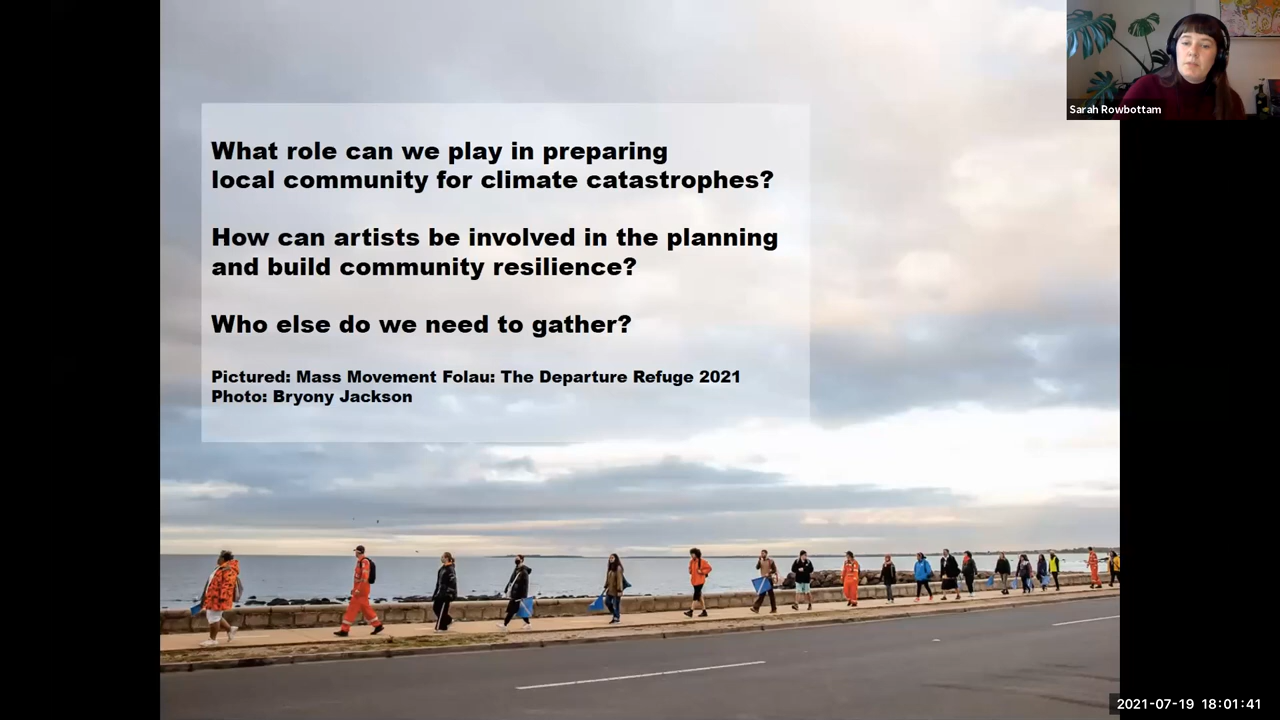 What role can we play in preparing
local community for climate catastrophes?
How can artists be involved in the planning
and build community resilience?
Who else do we need to gather?
Pictured: Mass Movement Folau: The Departure Refuge 2021
Photo: Bryony Jackson
Sarah Rowbottam
2021-07-19 18:01:41